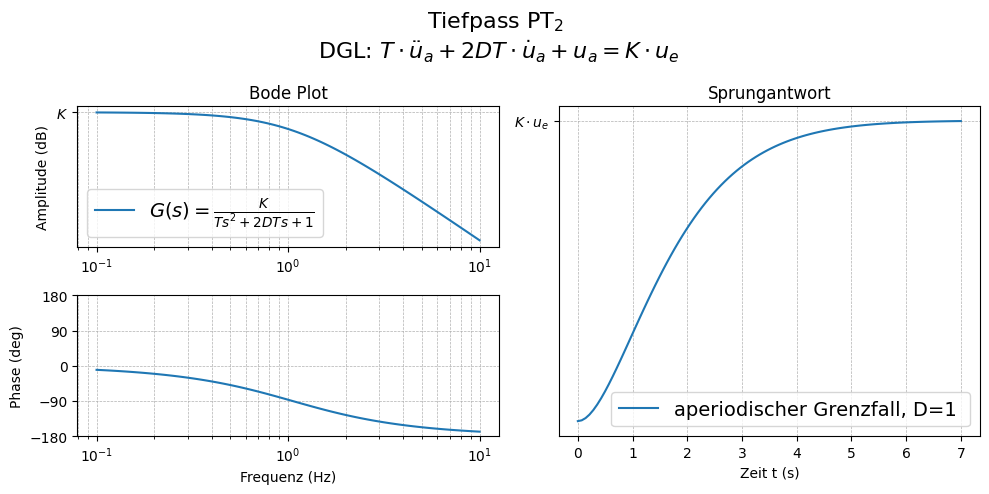 Tiefpass PT₂
DGL: T · ü_a + 2DT · u̇_a + u_a = K · u_e
Bode Plot
K
Amplitude (dB)
G(s) = K / (Ts² + 2DTs + 1)
10⁻¹ 10⁰ 10¹
180
90
0
−90
−180
Phase (deg)
10⁻¹ 10⁰ 10¹
Frequenz (Hz)
Sprungantwort
K · u_e
aperiodischer Grenzfall, D=1
0 1 2 3 4 5 6 7
Zeit t (s)